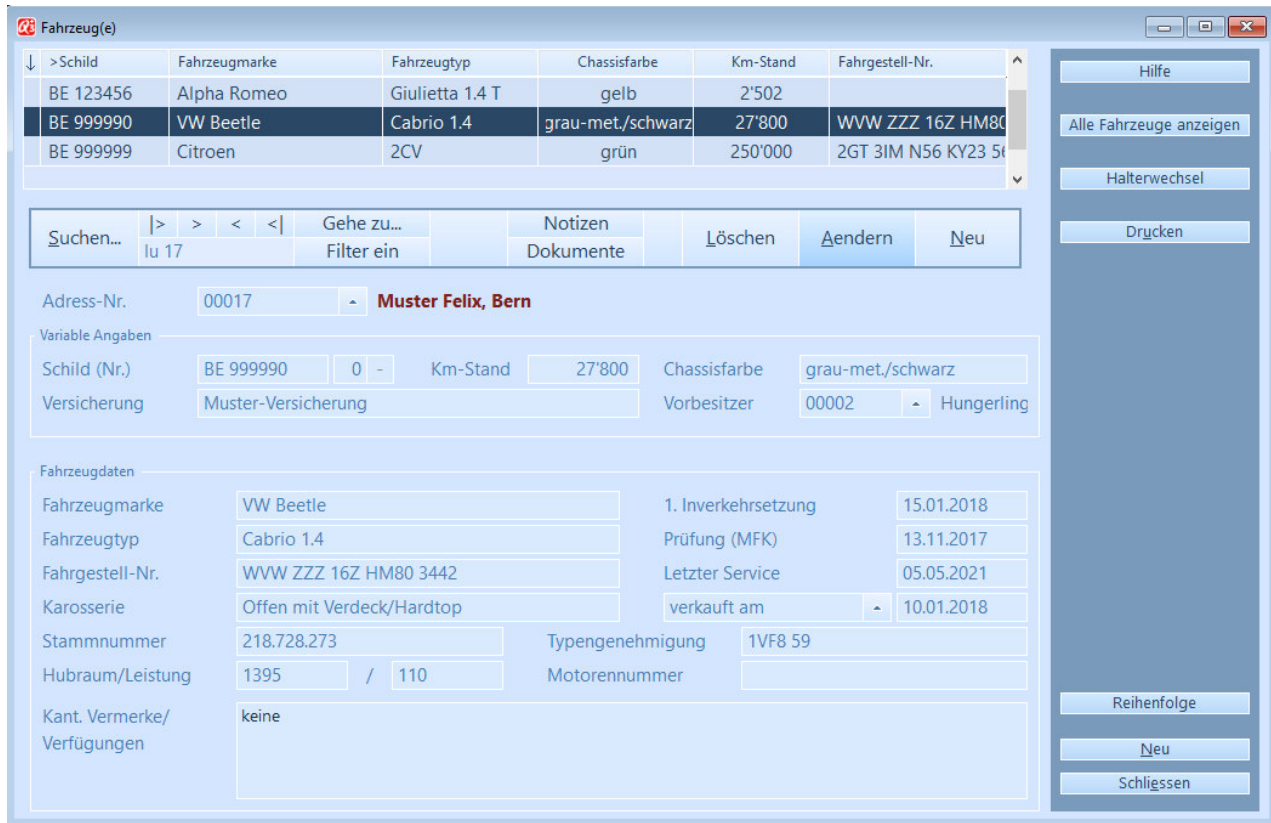 Fahrzeug(e)
>Schild Fahrzeugmarke Fahrzeugtyp Chassisfarbe Km-Stand Fahrgestell-Nr.
BE 123456 Alpha Romeo Giulietta 1.4 T gelb 2'502
BE 999990 VW Beetle Cabrio 1.4 grau-met./schwarz 27'800 WVW ZZZ 16Z HM80
BE 999999 Citroen 2CV grün 250'000 2GT 3IM N56 KY23
Hilfe
Alle Fahrzeuge anzeigen
Halterwechsel
Drucken
Suchen... |> > < <| Gehe zu... Notizen Löschen Aendern Neu
lu 17 Filter ein Dokumente
Adress-Nr. 00017 Muster Felix, Bern
Variable Angaben
Schild (Nr.) BE 999990 0 - Km-Stand 27'800 Chassisfarbe grau-met./schwarz
Versicherung Muster-Versicherung Vorbesitzer 00002 Hungerling
Fahrzeugdaten
Fahrzeugmarke VW Beetle 1. Inverkehrsetzung 15.01.2018
Fahrzeugtyp Cabrio 1.4 Prüfung (MFK) 13.11.2017
Fahrgestell-Nr. WVW ZZZ 16Z HM80 3442 Letzter Service 05.05.2021
Karosserie Offen mit Verdeck/Hardtop verkauft am 10.01.2018
Stammnummer 218.728.273 Typengenehmigung 1VF8 59
Hubraum/Leistung 1395 / 110 Motorennummer
Kant. Vermerke/ keine
Verfügungen
Reihenfolge
Neu
Schliessen